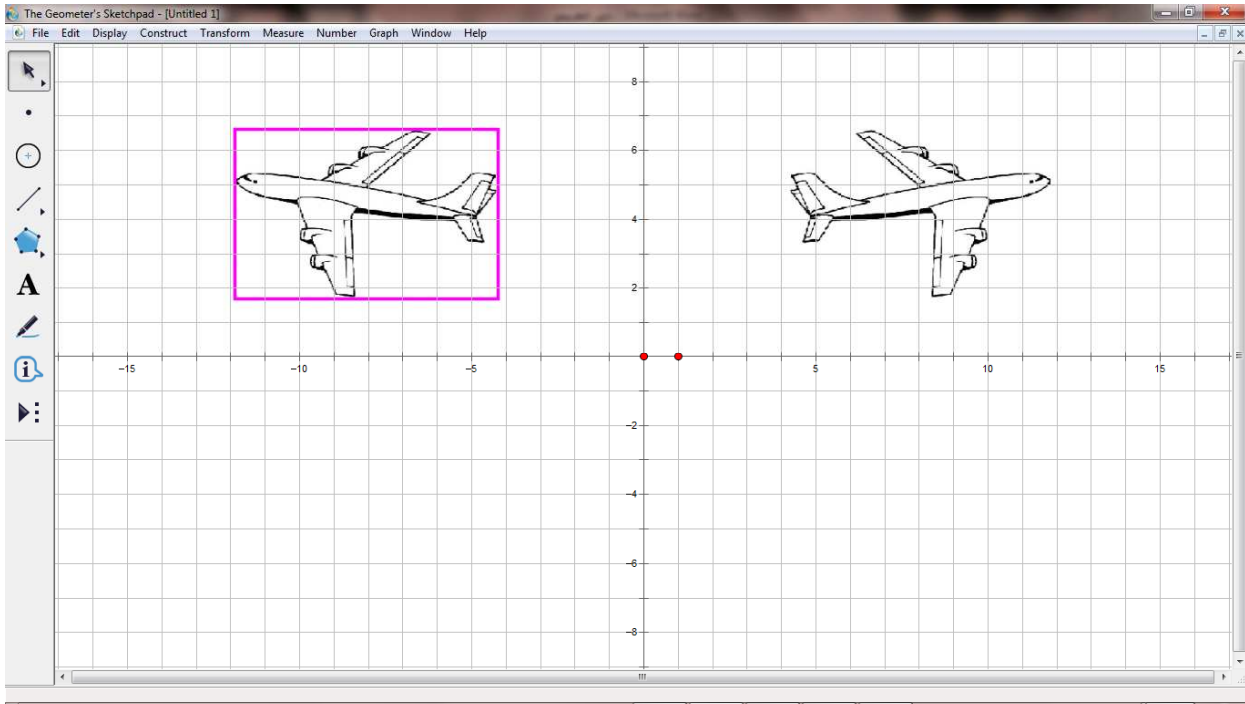 The Geometer's Sketchpad - [Untitled 1]
File Edit Display Construct Transform Measure Number Graph Window Help
A
i
8
6
4
2
-15 -10 -5 5 10 15
-2
-4
-6
-8